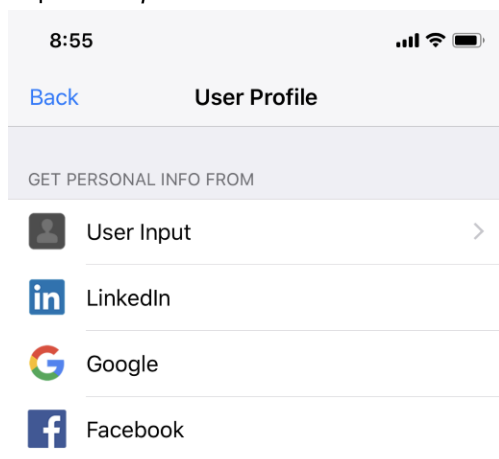 8:55
Back User Profile
GET PERSONAL INFO FROM
User Input
in LinkedIn
G Google
f Facebook